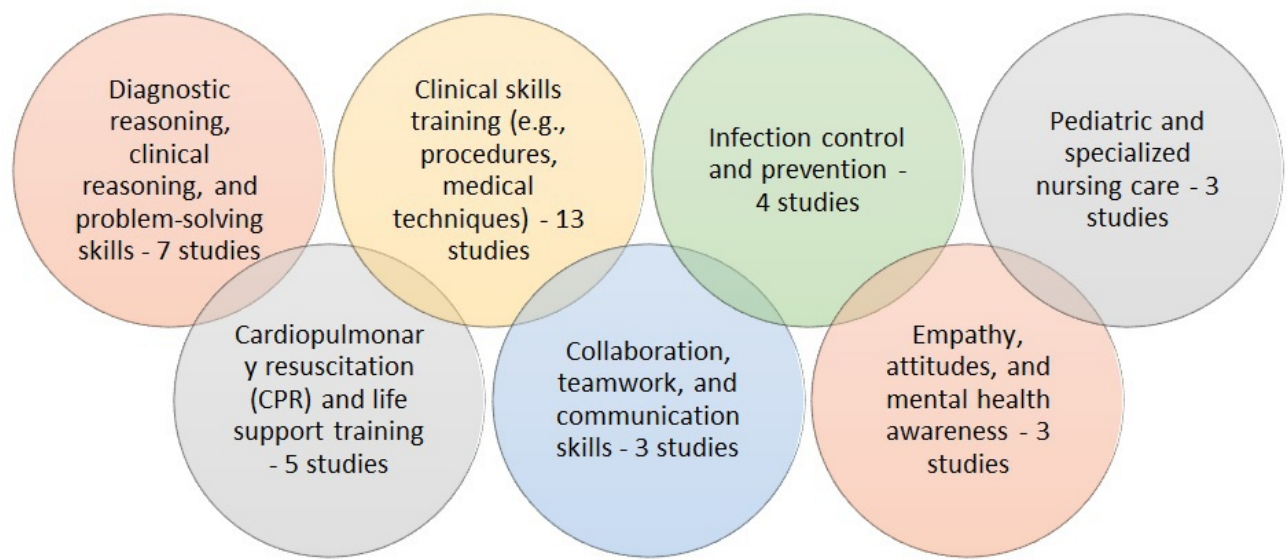 Diagnostic
reasoning,
clinical
reasoning, and
problem-solving
skills - 7 studies
Clinical skills
training (e.g.,
procedures,
medical
techniques) - 13
studies
Infection control
and prevention -
4 studies
Pediatric and
specialized
nursing care - 3
studies
Cardiopulmonar
y resuscitation
(CPR) and life
support training
- 5 studies
Collaboration,
teamwork, and
communication
skills - 3 studies
Empathy,
attitudes, and
mental health
awareness - 3
studies